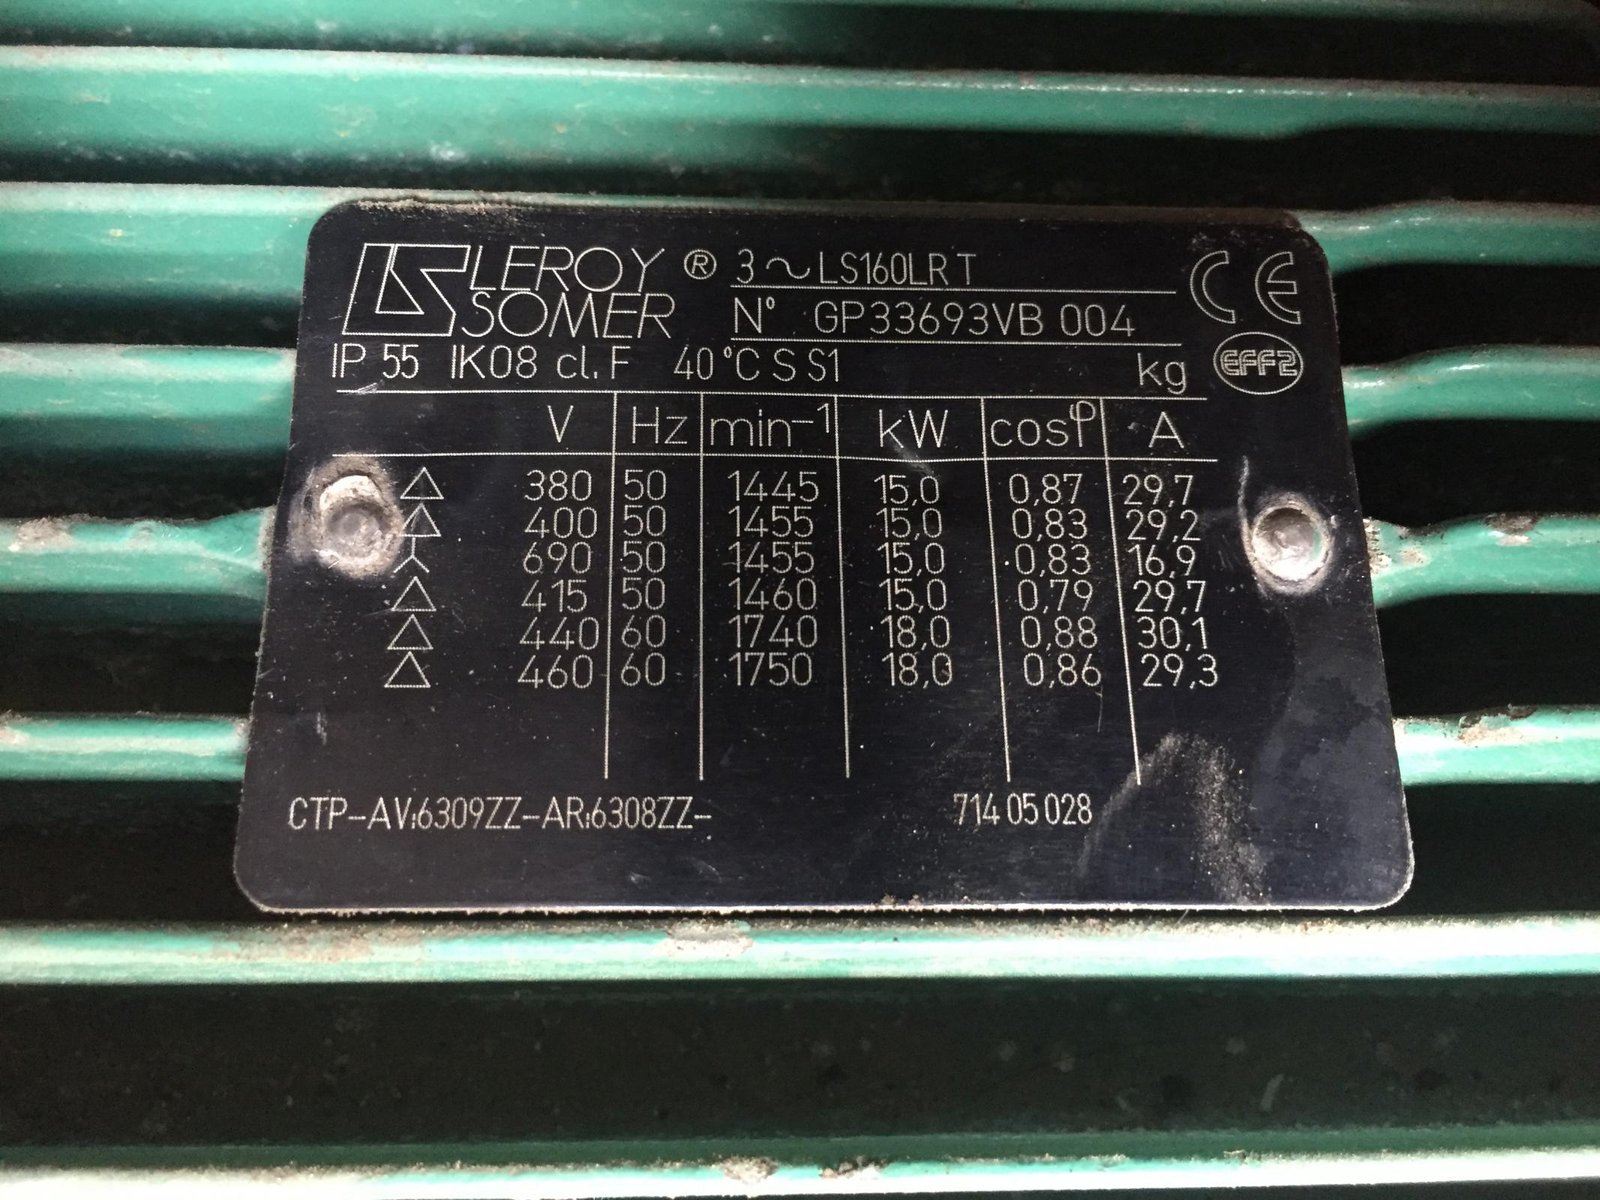 LS LEROY SOMER ® 3 ~ LS160LR T CE
N° GP33693VB 004
IP 55 IK08 cl. F 40°C S S1 kg EFF2
V Hz min-1 kW cosφ A
△ 380 50 1445 15,0 0,87 29,7
△ 400 50 1455 15,0 0,83 29,2
⅄ 690 50 1455 15,0 0,83 16,9
△ 415 50 1460 15,0 0,79 29,7
△ 440 60 1740 18,0 0,88 30,1
△ 460 60 1750 18,0 0,86 29,3
CTP-AV:6309ZZ-AR:6308ZZ- 714 05 028